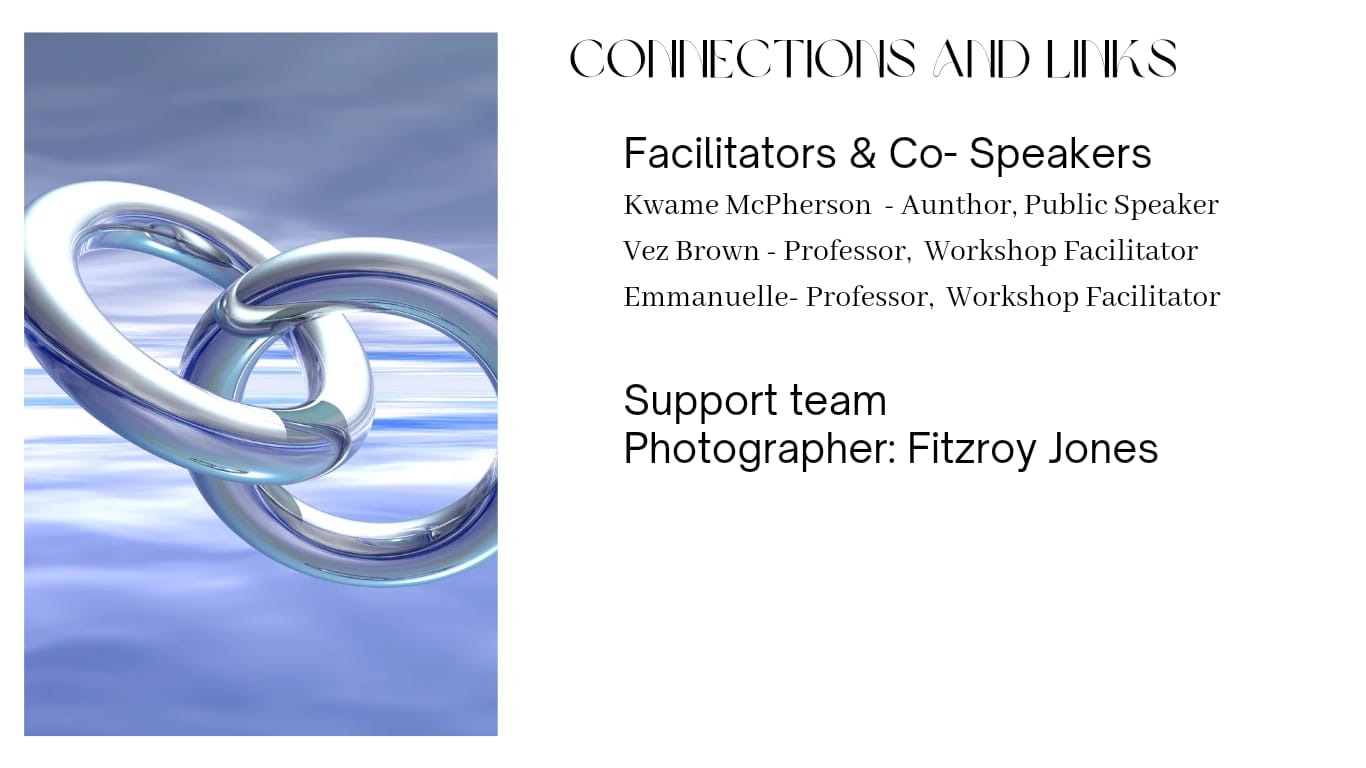 CONNECTIONS AND LINKS
Facilitators & Co- Speakers
Kwame McPherson  - Aunthor, Public Speaker
Vez Brown - Professor,  Workshop Facilitator
Emmanuelle- Professor,  Workshop Facilitator
Support team
Photographer: Fitzroy Jones